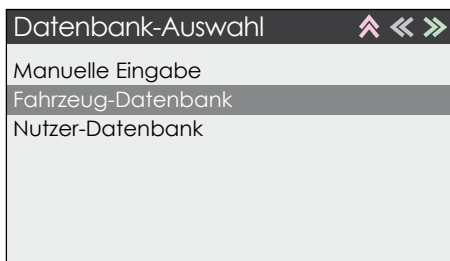 Datenbank-Auswahl
Manuelle Eingabe
Fahrzeug-Datenbank
Nutzer-Datenbank